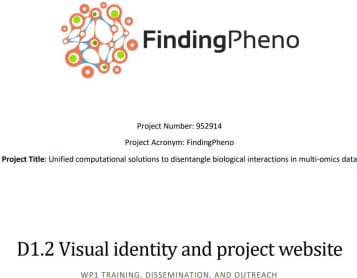 FindingPheno
Project Number: 952914
Project Acronym: FindingPheno
Project Title: Unified computational solutions to disentangle biological interactions in multi-omics data
D1.2 Visual identity and project website
WP1 TRAINING, DISSEMINATION, AND OUTREACH